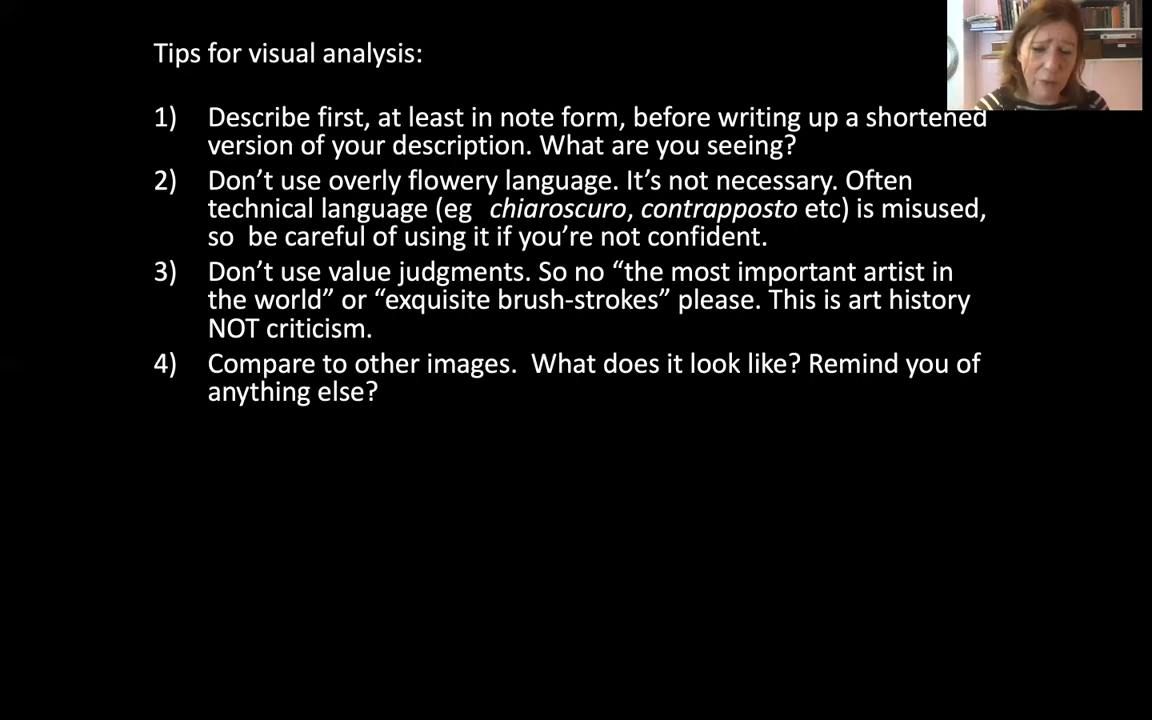 Tips for visual analysis:
1) Describe first, at least in note form, before writing up a shortened
version of your description. What are you seeing?
2) Don’t use overly flowery language. It’s not necessary. Often
technical language (eg chiaroscuro, contrapposto etc) is misused,
so be careful of using it if you’re not confident.
3) Don’t use value judgments. So no “the most important artist in
the world” or “exquisite brush-strokes” please. This is art history
NOT criticism.
4) Compare to other images. What does it look like? Remind you of
anything else?